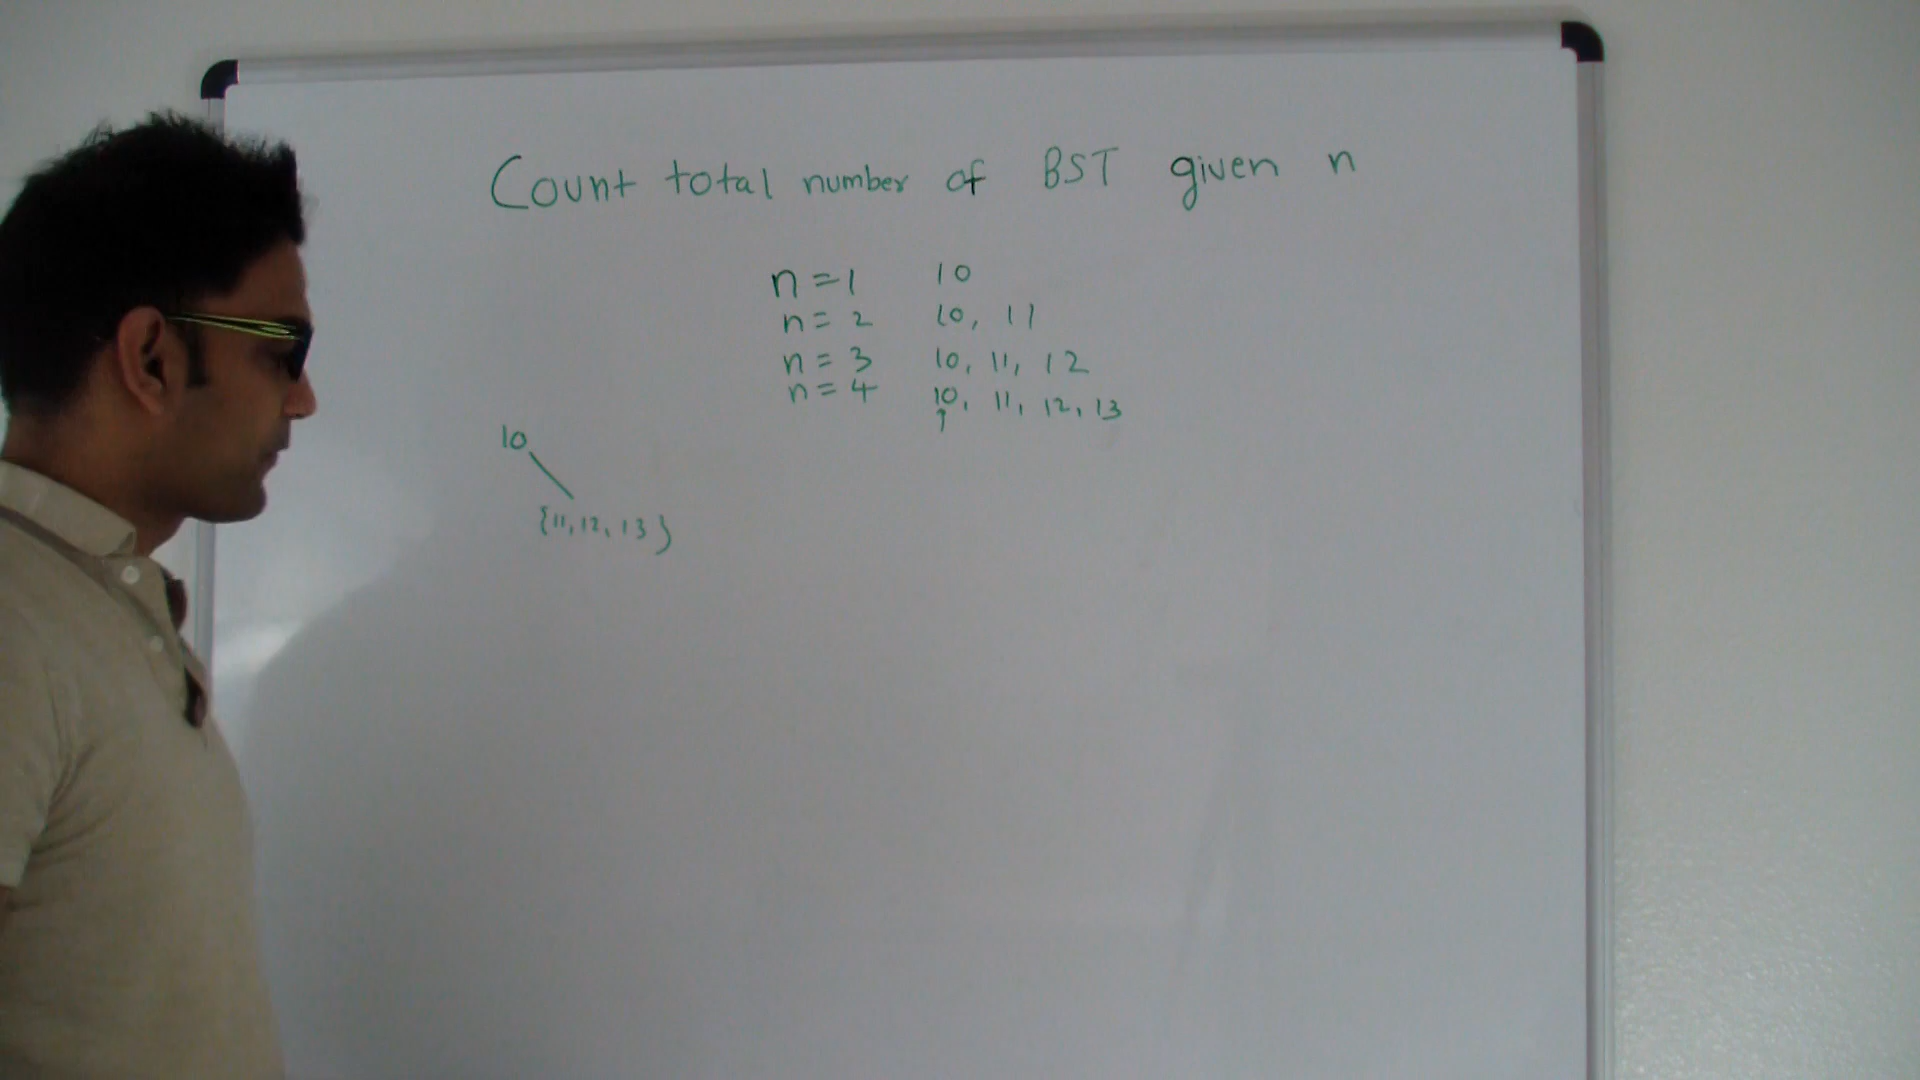 Count total number of BST given n
n = 1 10
n = 2 10, 11
n = 3 10, 11, 12
n = 4 10, 11, 12, 13
10
{11, 12, 13}